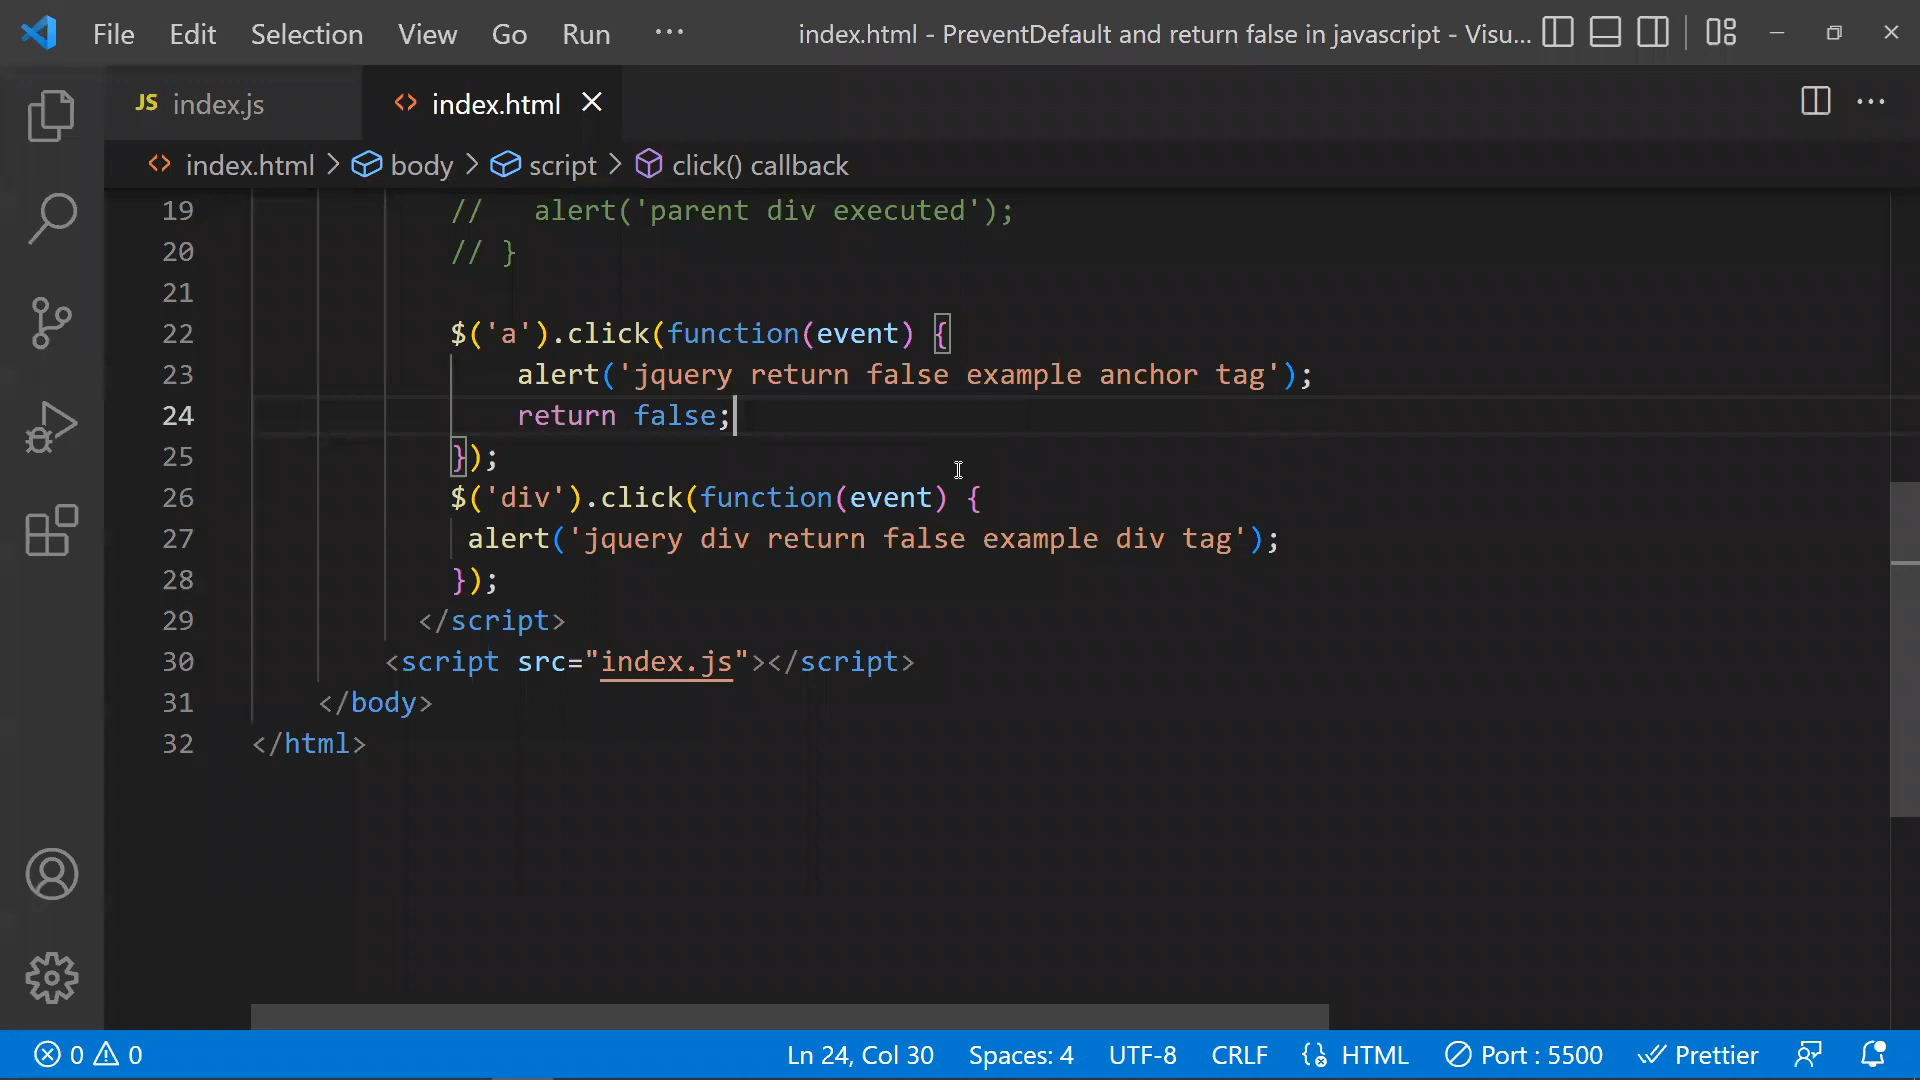 File Edit Selection View Go Run ··· index.html - PreventDefault and return false in javascript - Visu...
JS index.js <> index.html
<> index.html > body > script > click() callback
19 //   alert('parent div executed');
20 // }
21
22 $('a').click(function(event) {
23 alert('jquery return false example anchor tag');
24 return false;
25 });
26 $('div').click(function(event) {
27 alert('jquery div return false example div tag');
28 });
29 </script>
30 <script src="index.js"></script>
31 </body>
32 </html>
0 0 Ln 24, Col 30 Spaces: 4 UTF-8 CRLF HTML Port : 5500 Prettier